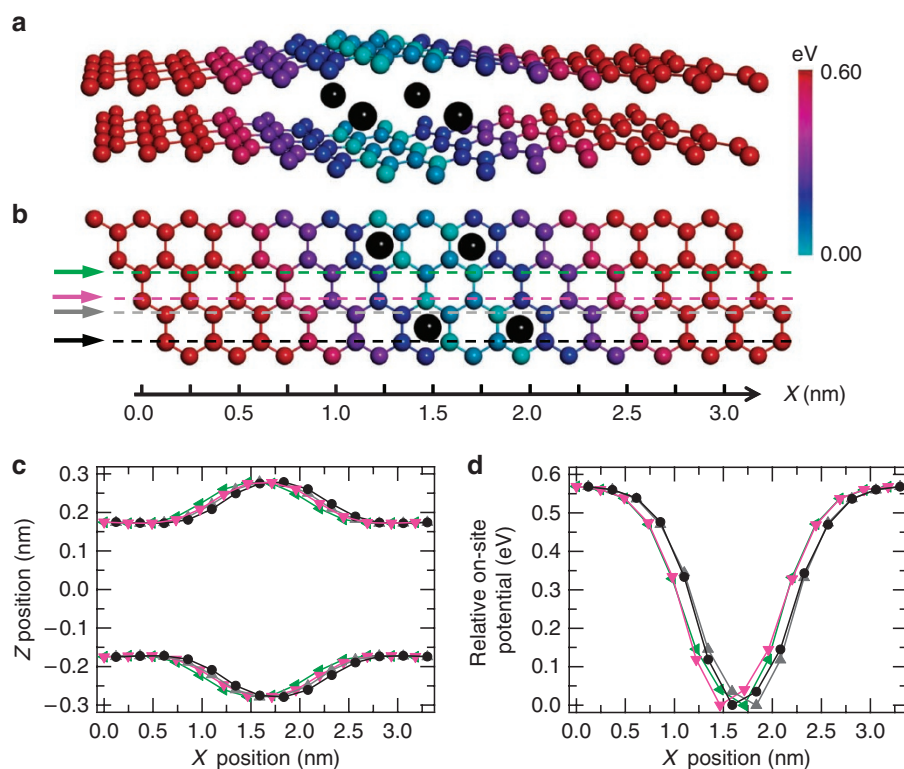 a
eV
0.60
0.00
b
X (nm)
0.0 0.5 1.0 1.5 2.0 2.5 3.0
c
0.3
0.2
0.1
0.0
−0.1
−0.2
−0.3
Z position (nm)
0.0 0.5 1.0 1.5 2.0 2.5 3.0
X position (nm)
d
0.6
0.5
0.4
0.3
0.2
0.1
0.0
Relative on-site
potential (eV)
0.0 0.5 1.0 1.5 2.0 2.5 3.0
X position (nm)